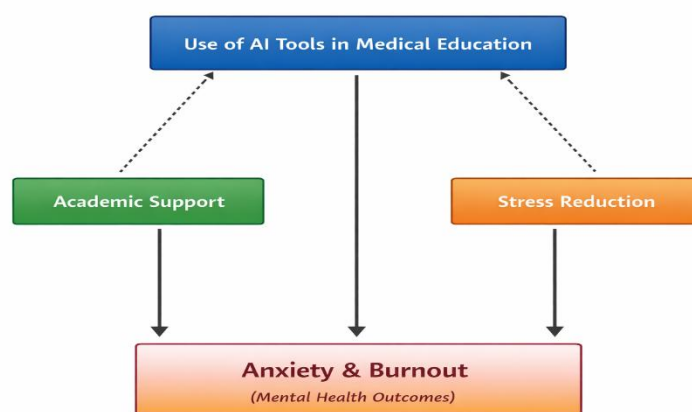 Use of AI Tools in Medical Education
Academic Support
Stress Reduction
Anxiety & Burnout
(Mental Health Outcomes)